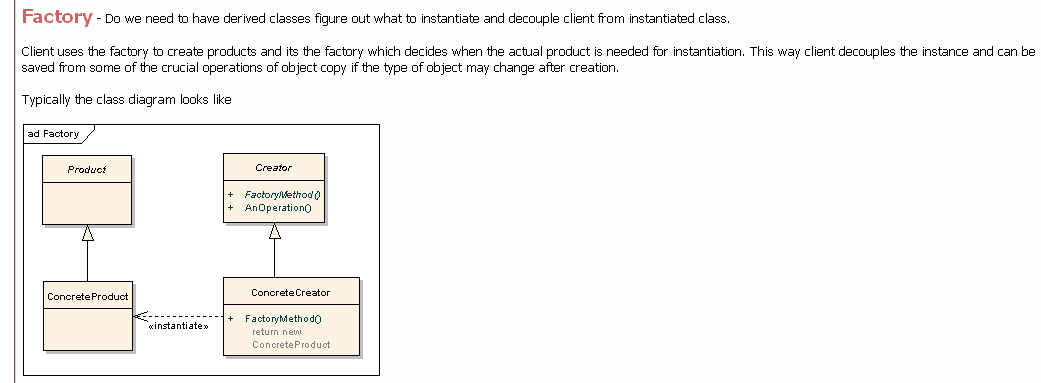 Factory - Do we need to have derived classes figure out what to instantiate and decouple client from instantiated class.
Client uses the factory to create products and its the factory which decides when the actual product is needed for instantiation. This way client decouples the instance and can be
saved from some of the crucial operations of object copy if the type of object may change after creation.
Typically the class diagram looks like
ad Factory
Product
Creator
+ FactoryMethod()
+ AnOperation()
ConcreteProduct
«instantiate»
ConcreteCreator
+ FactoryMethod()
return new
ConcreteProduct